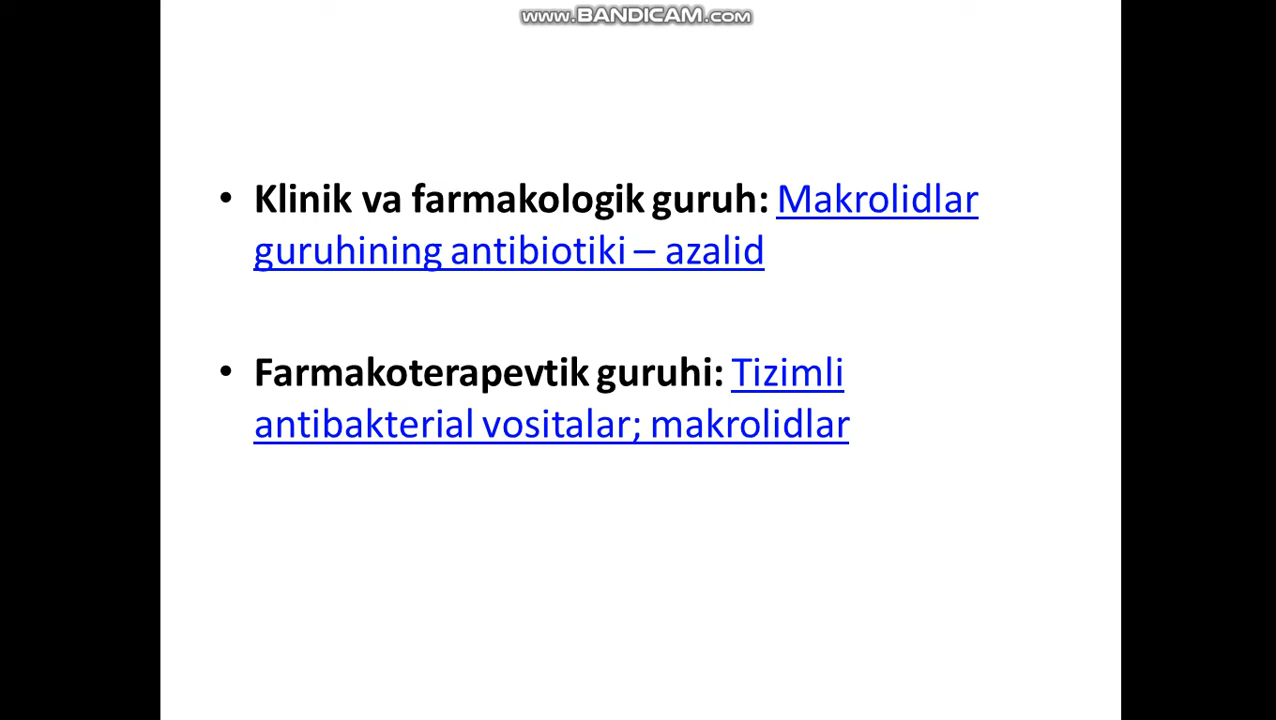 www.BANDICAM.com
• Klinik va farmakologik guruh: Makrolidlar
guruhining antibiotiki – azalid
• Farmakoterapevtik guruhi: Tizimli
antibakterial vositalar; makrolidlar